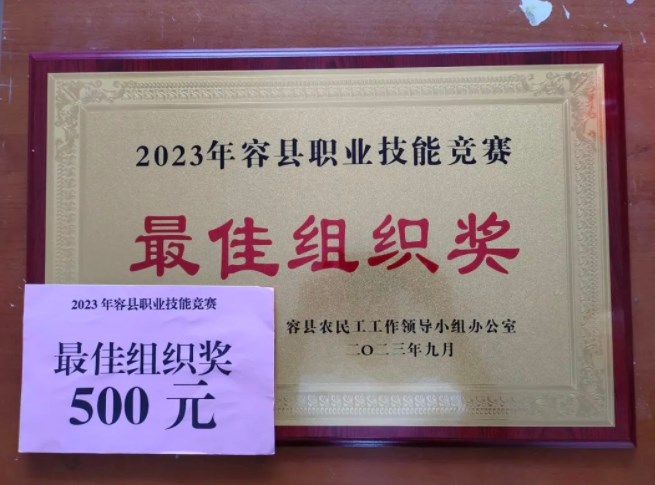 2023年容县职业技能竞赛
最佳组织奖
容县农民工工作领导小组办公室
二〇二三年九月
2023 年容县职业技能竞赛
最佳组织奖
500 元